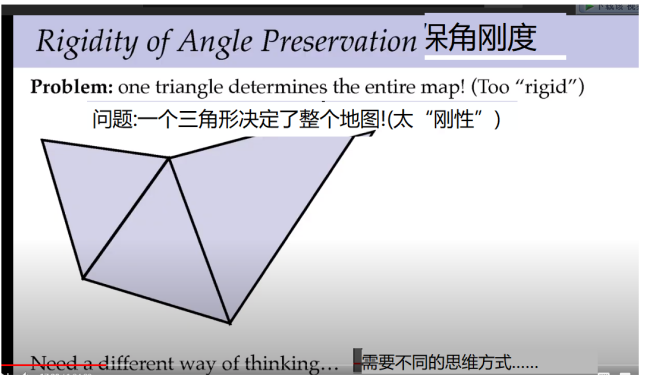 Rigidity of Angle Preservation 保角刚度
Problem: one triangle determines the entire map! (Too “rigid”)
问题:一个三角形决定了整个地图!(太“刚性”)
Need a different way of thinking... 需要不同的思维方式......